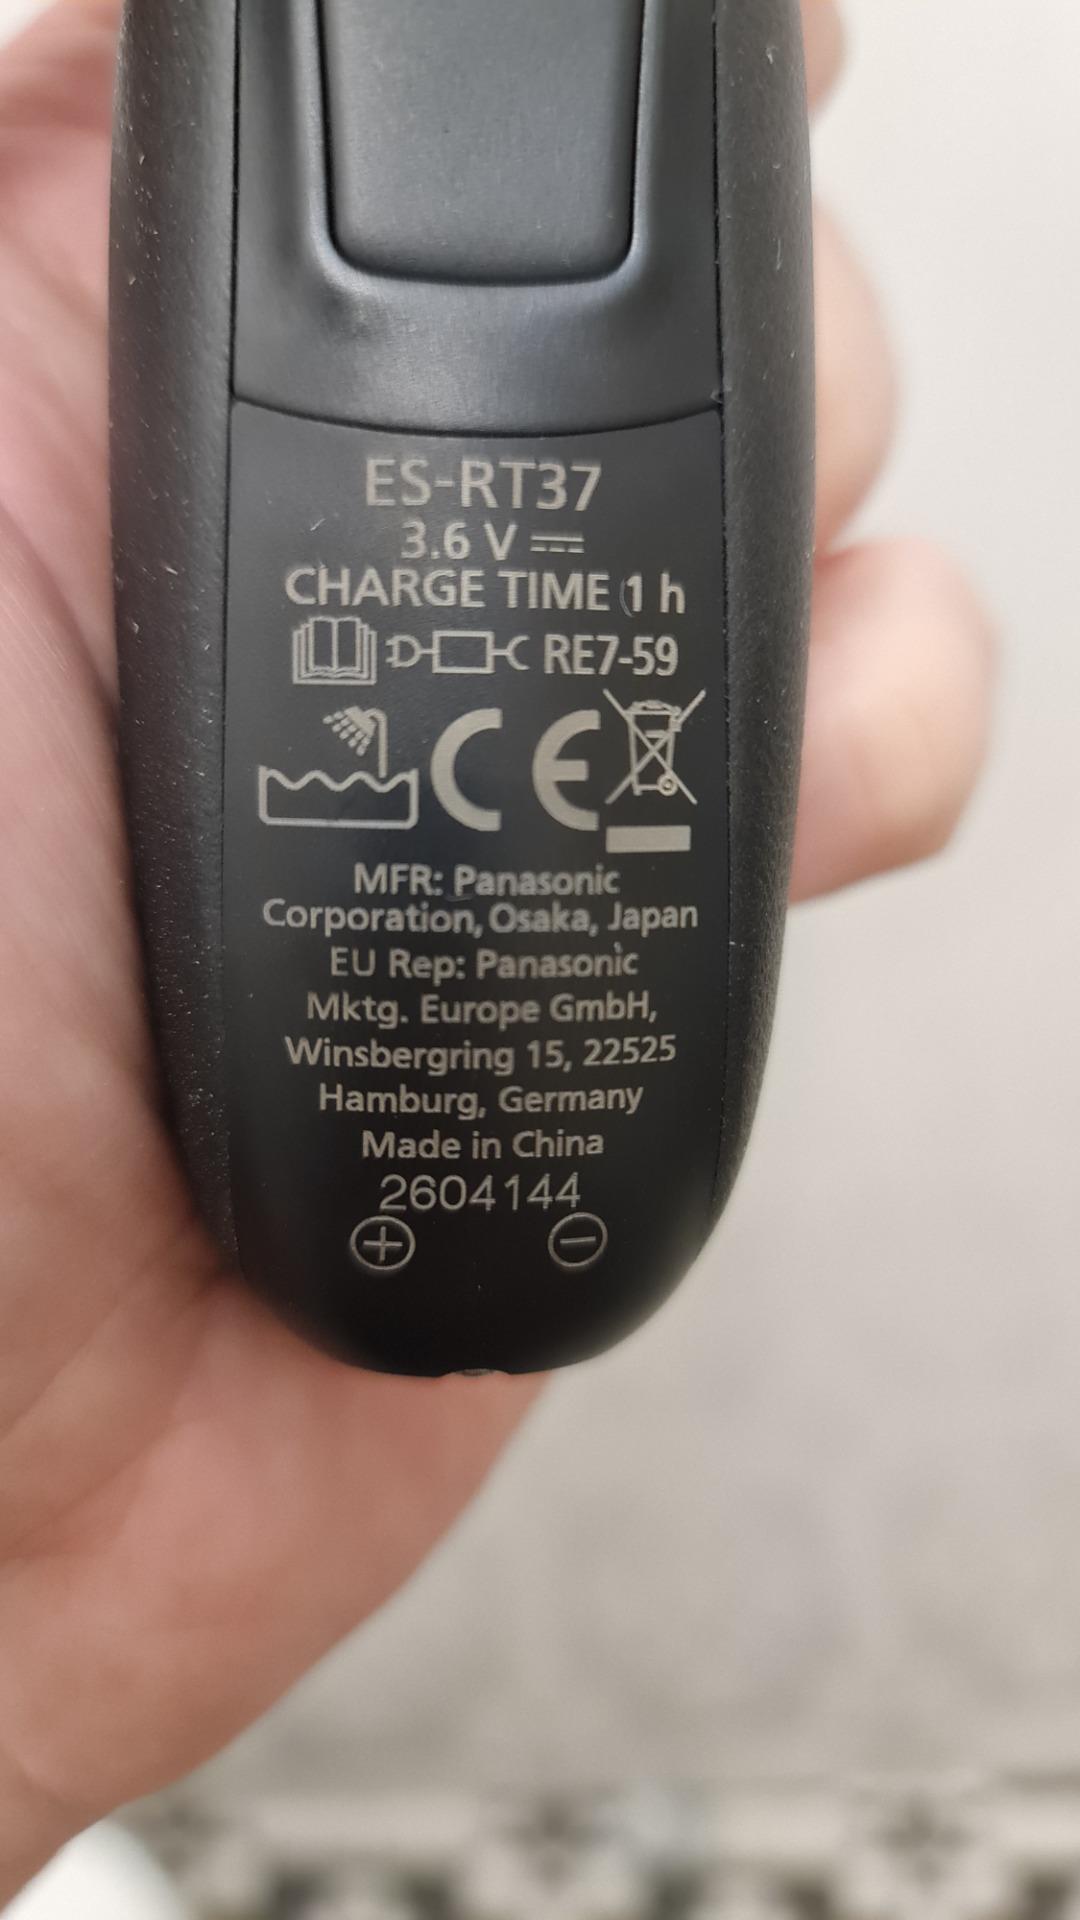 ES-RT37
3.6 V
CHARGE TIME 1 h
RE7-59
CE
MFR: Panasonic
Corporation, Osaka, Japan
EU Rep: Panasonic
Mktg. Europe GmbH,
Winsbergring 15, 22525
Hamburg, Germany
Made in China
2604144
+ −